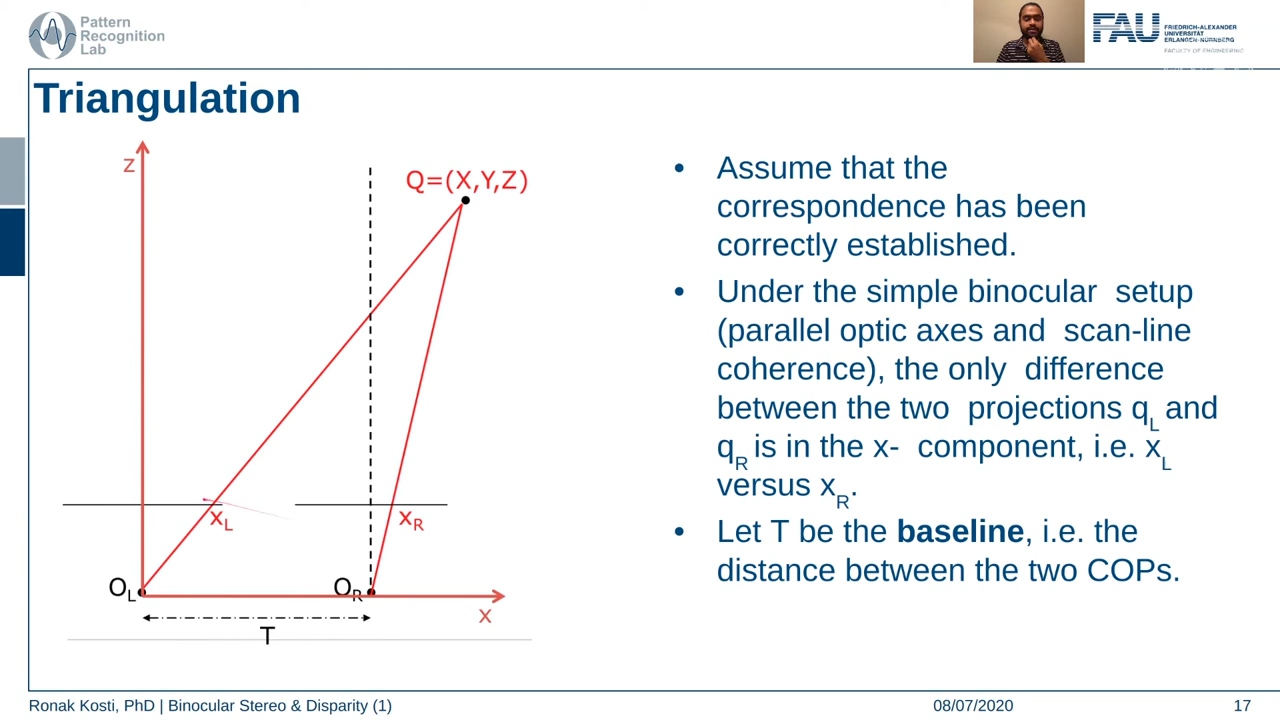 Pattern
Recognition
Lab
FAU
FRIEDRICH-ALEXANDER
UNIVERSITÄT
ERLANGEN-NÜRNBERG
FACULTY OF ENGINEERING
Triangulation
z
Q=(X,Y,Z)
xL
xR
OL
OR
x
T
• Assume that the
correspondence has been
correctly established.
• Under the simple binocular setup
(parallel optic axes and scan-line
coherence), the only difference
between the two projections qL and
qR is in the x- component, i.e. xL
versus xR.
• Let T be the baseline, i.e. the
distance between the two COPs.
Ronak Kosti, PhD | Binocular Stereo & Disparity (1)
08/07/2020
17